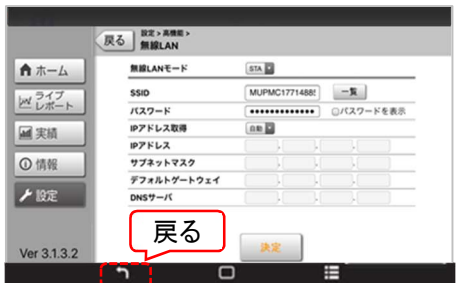 戻る
設定 > 高機能 >
無線LAN
ホーム
ライブ
レポート
実績
情報
設定
Ver 3.1.3.2
無線LANモード STA
SSID MUPMC17714885 一覧
パスワード •••••••••••••• □パスワードを表示
IPアドレス取得 自動
IPアドレス
サブネットマスク
デフォルトゲートウェイ
DNSサーバ
戻る
決定